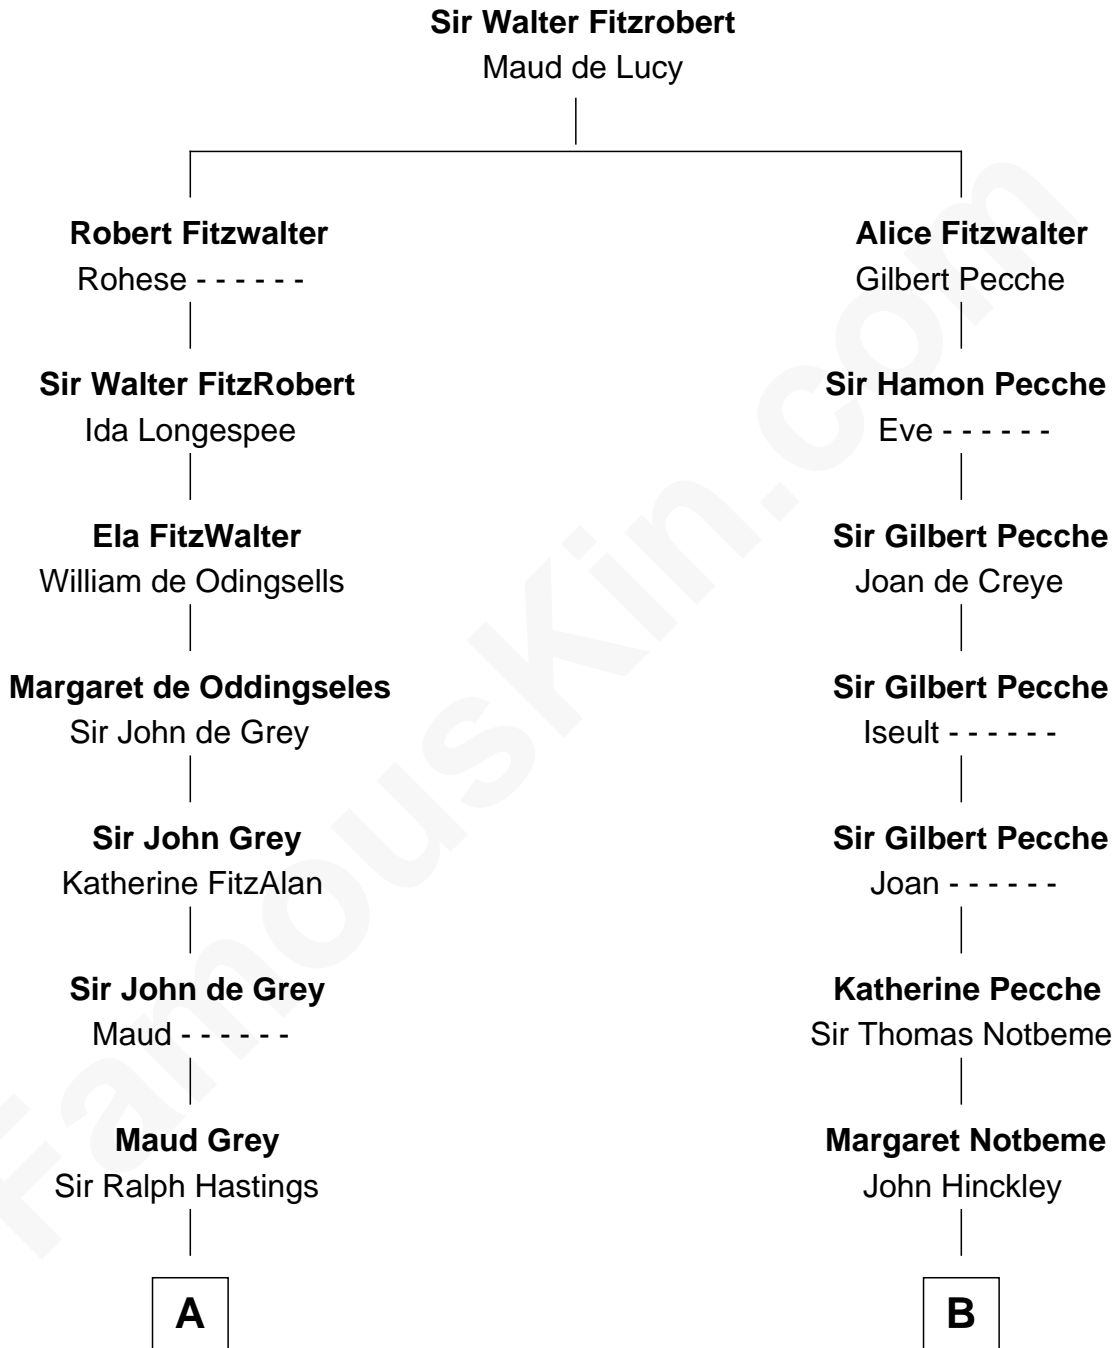 Sir Walter Fitzrobert
Maud de Lucy
Robert Fitzwalter
Rohese - - - - - -
Alice Fitzwalter
Gilbert Pecche
Sir Walter FitzRobert
Ida Longespee
Sir Hamon Pecche
Eve - - - - - -
Ela FitzWalter
William de Odingsells
Sir Gilbert Pecche
Joan de Creye
Margaret de Oddingseles
Sir John de Grey
Sir Gilbert Pecche
Iseult - - - - - -
Sir John Grey
Katherine FitzAlan
Sir Gilbert Pecche
Joan - - - - - -
Sir John de Grey
Maud - - - - - -
Katherine Pecche
Sir Thomas Notbeme
Maud Grey
Sir Ralph Hastings
Margaret Notbeme
John Hinckley
A
B
FamousKin.com